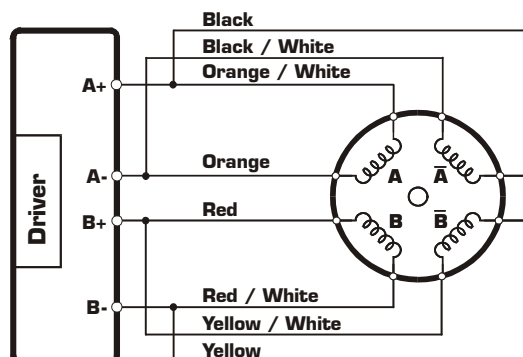 Black
Black / White
Orange / White
A+
Orange
A-
A
A̅
B+
Red
B
B̅
Driver
B-
Red / White
Yellow / White
Yellow